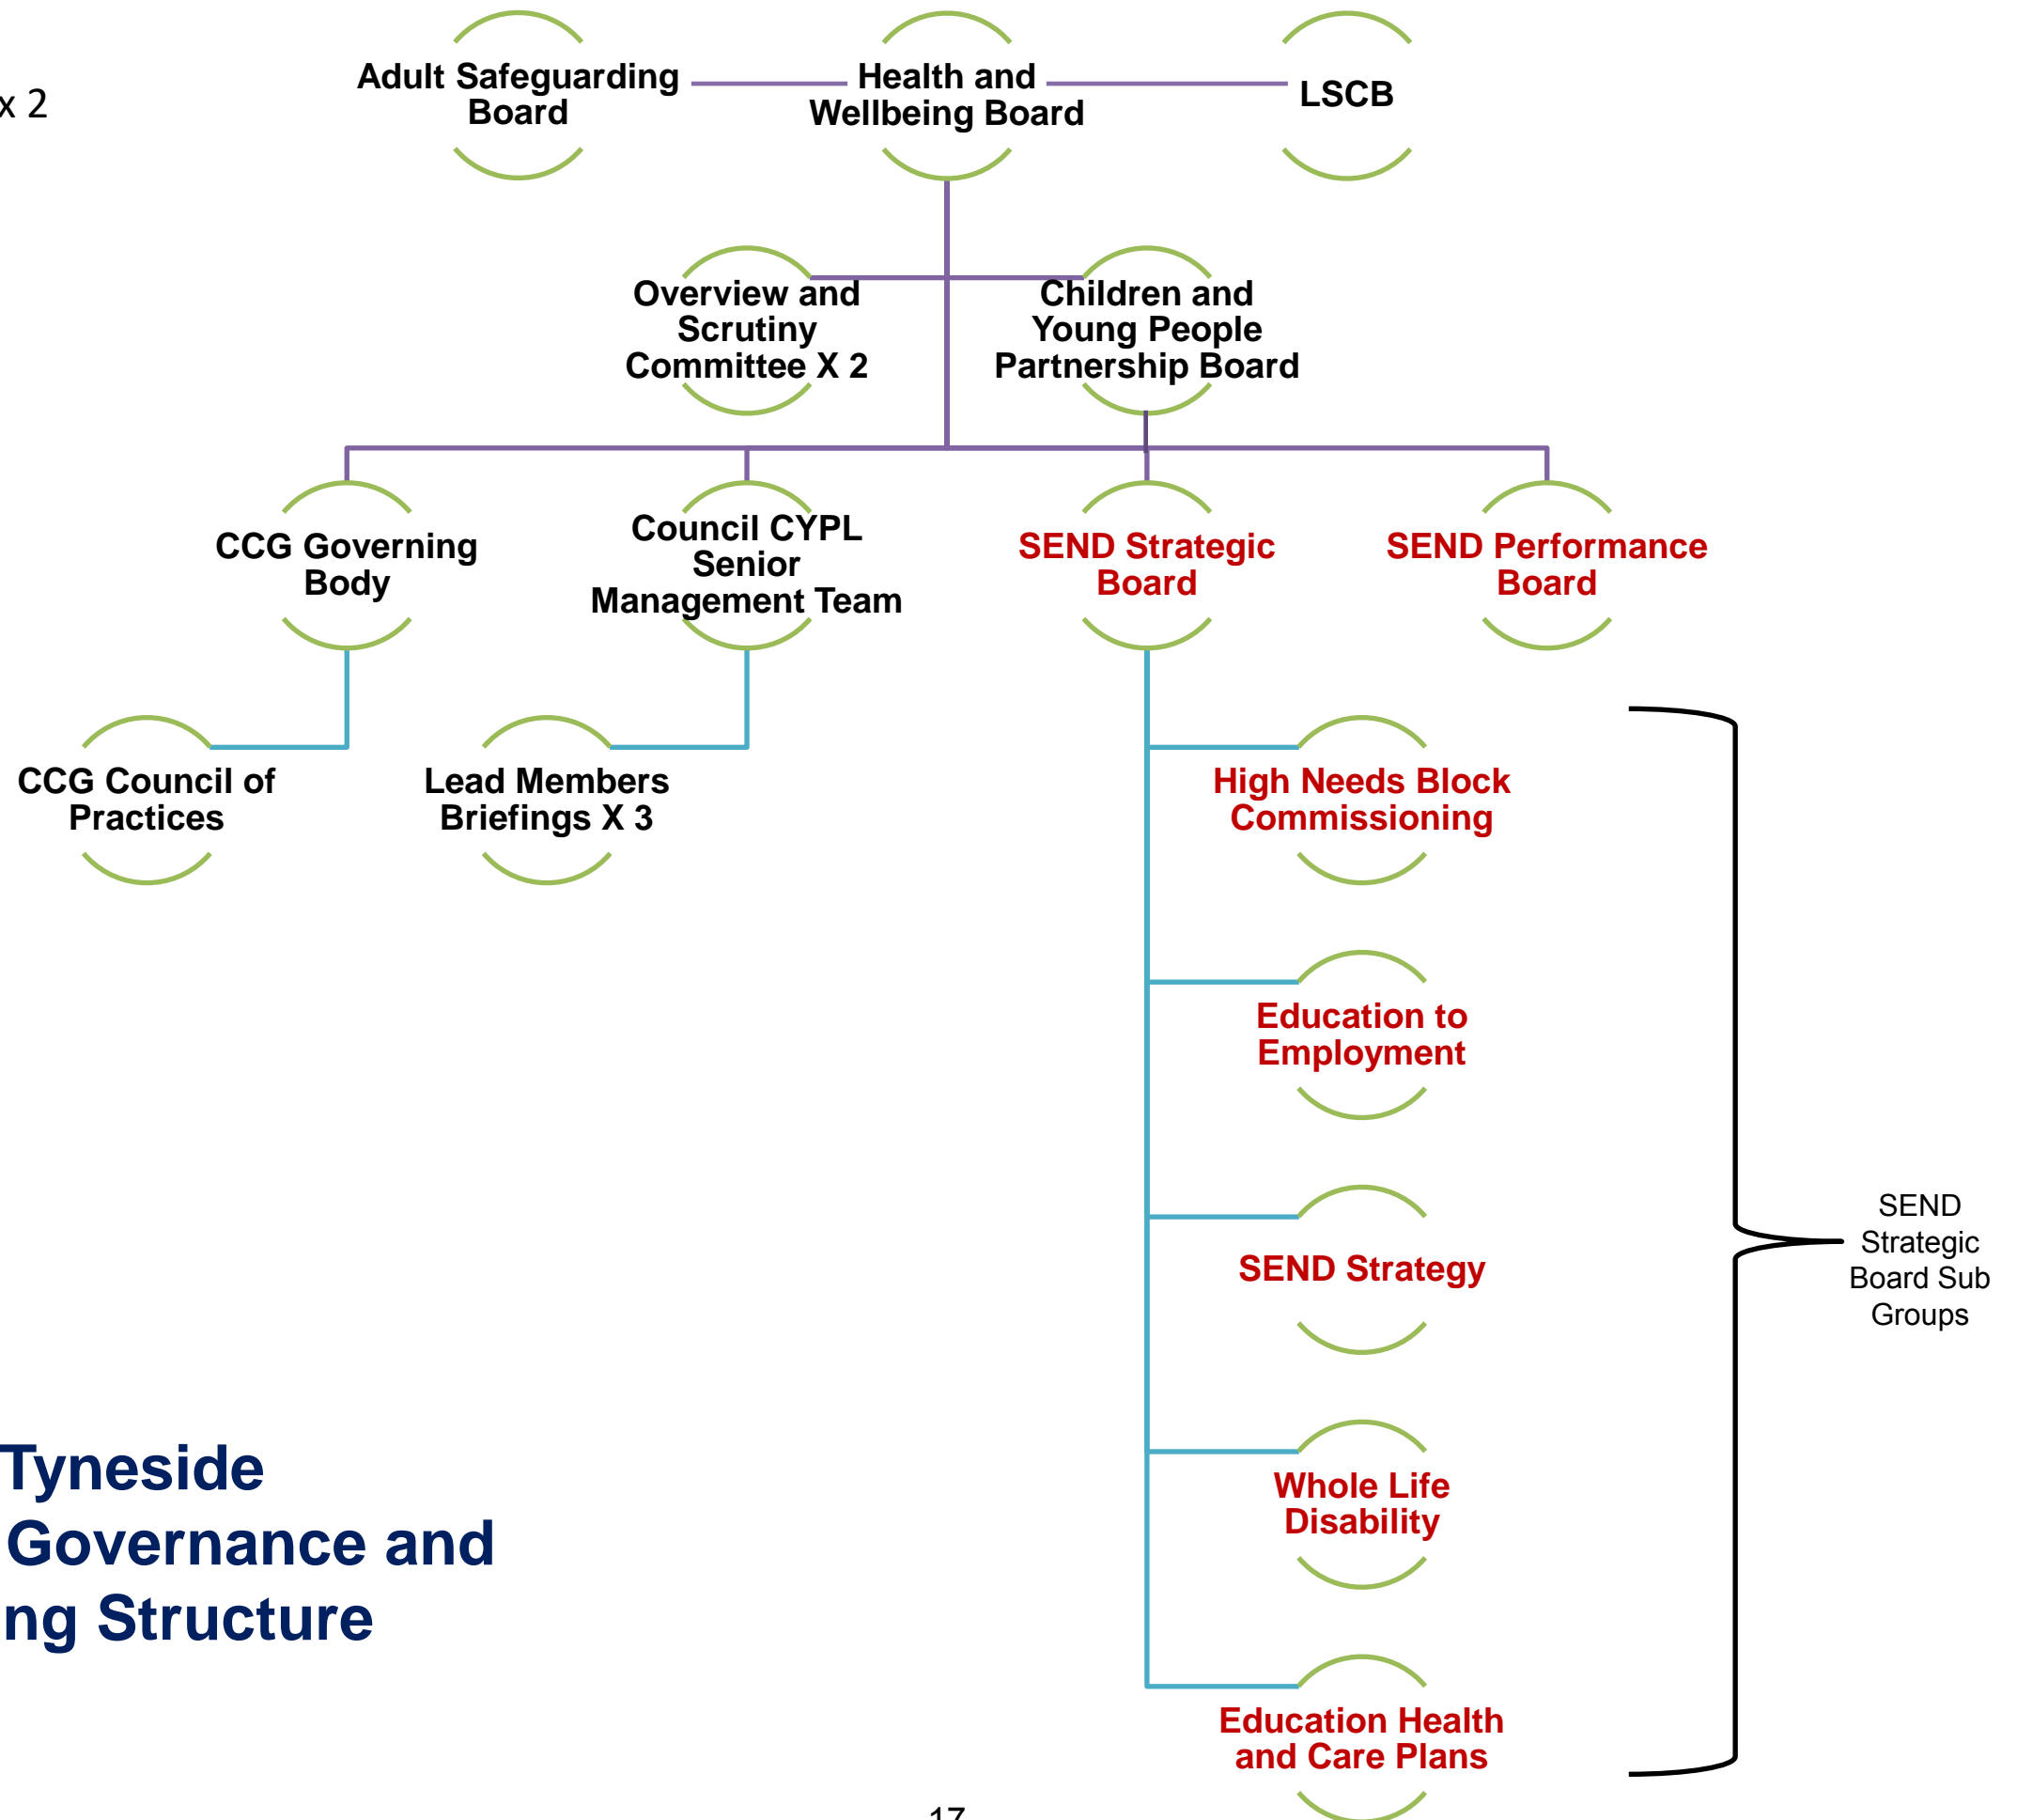 x 2
Adult Safeguarding
Board
Health and
Wellbeing Board
LSCB
Overview and
Scrutiny
Committee X 2
Children and
Young People
Partnership Board
CCG Governing
Body
Council CYPL
Senior
Management Team
SEND Strategic
Board
SEND Performance
Board
CCG Council of
Practices
Lead Members
Briefings X 3
High Needs Block
Commissioning
Education to
Employment
SEND Strategy
SEND
Strategic
Board Sub
Groups
Whole Life
Disability
Tyneside
Governance and
ng Structure
Education Health
and Care Plans
17